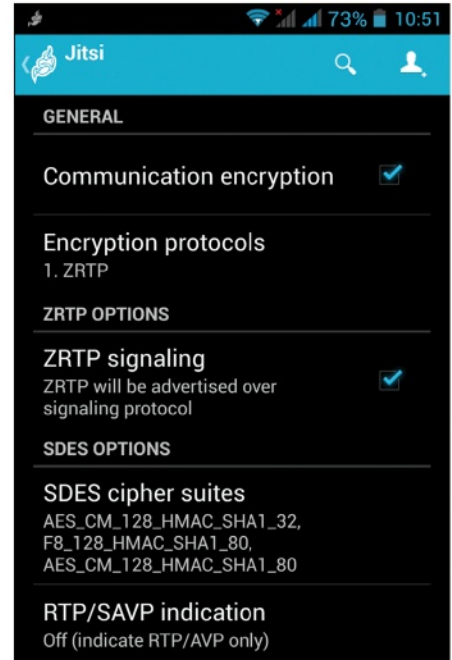 73% 10:51
Jitsi
GENERAL
Communication encryption
Encryption protocols
1. ZRTP
ZRTP OPTIONS
ZRTP signaling
ZRTP will be advertised over
signaling protocol
SDES OPTIONS
SDES cipher suites
AES_CM_128_HMAC_SHA1_32,
F8_128_HMAC_SHA1_80,
AES_CM_128_HMAC_SHA1_80
RTP/SAVP indication
Off (indicate RTP/AVP only)